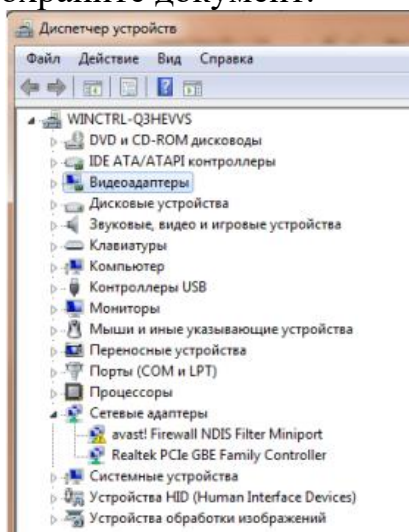 Диспетчер устройств
Файл Действие Вид Справка
WINCTRL-Q3HEVVS
DVD и CD-ROM дисководы
IDE ATA/ATAPI контроллеры
Видеоадаптеры
Дисковые устройства
Звуковые, видео и игровые устройства
Клавиатуры
Компьютер
Контроллеры USB
Мониторы
Мыши и иные указывающие устройства
Переносные устройства
Порты (COM и LPT)
Процессоры
Сетевые адаптеры
avast! Firewall NDIS Filter Miniport
Realtek PCIe GBE Family Controller
Системные устройства
Устройства HID (Human Interface Devices)
Устройства обработки изображений